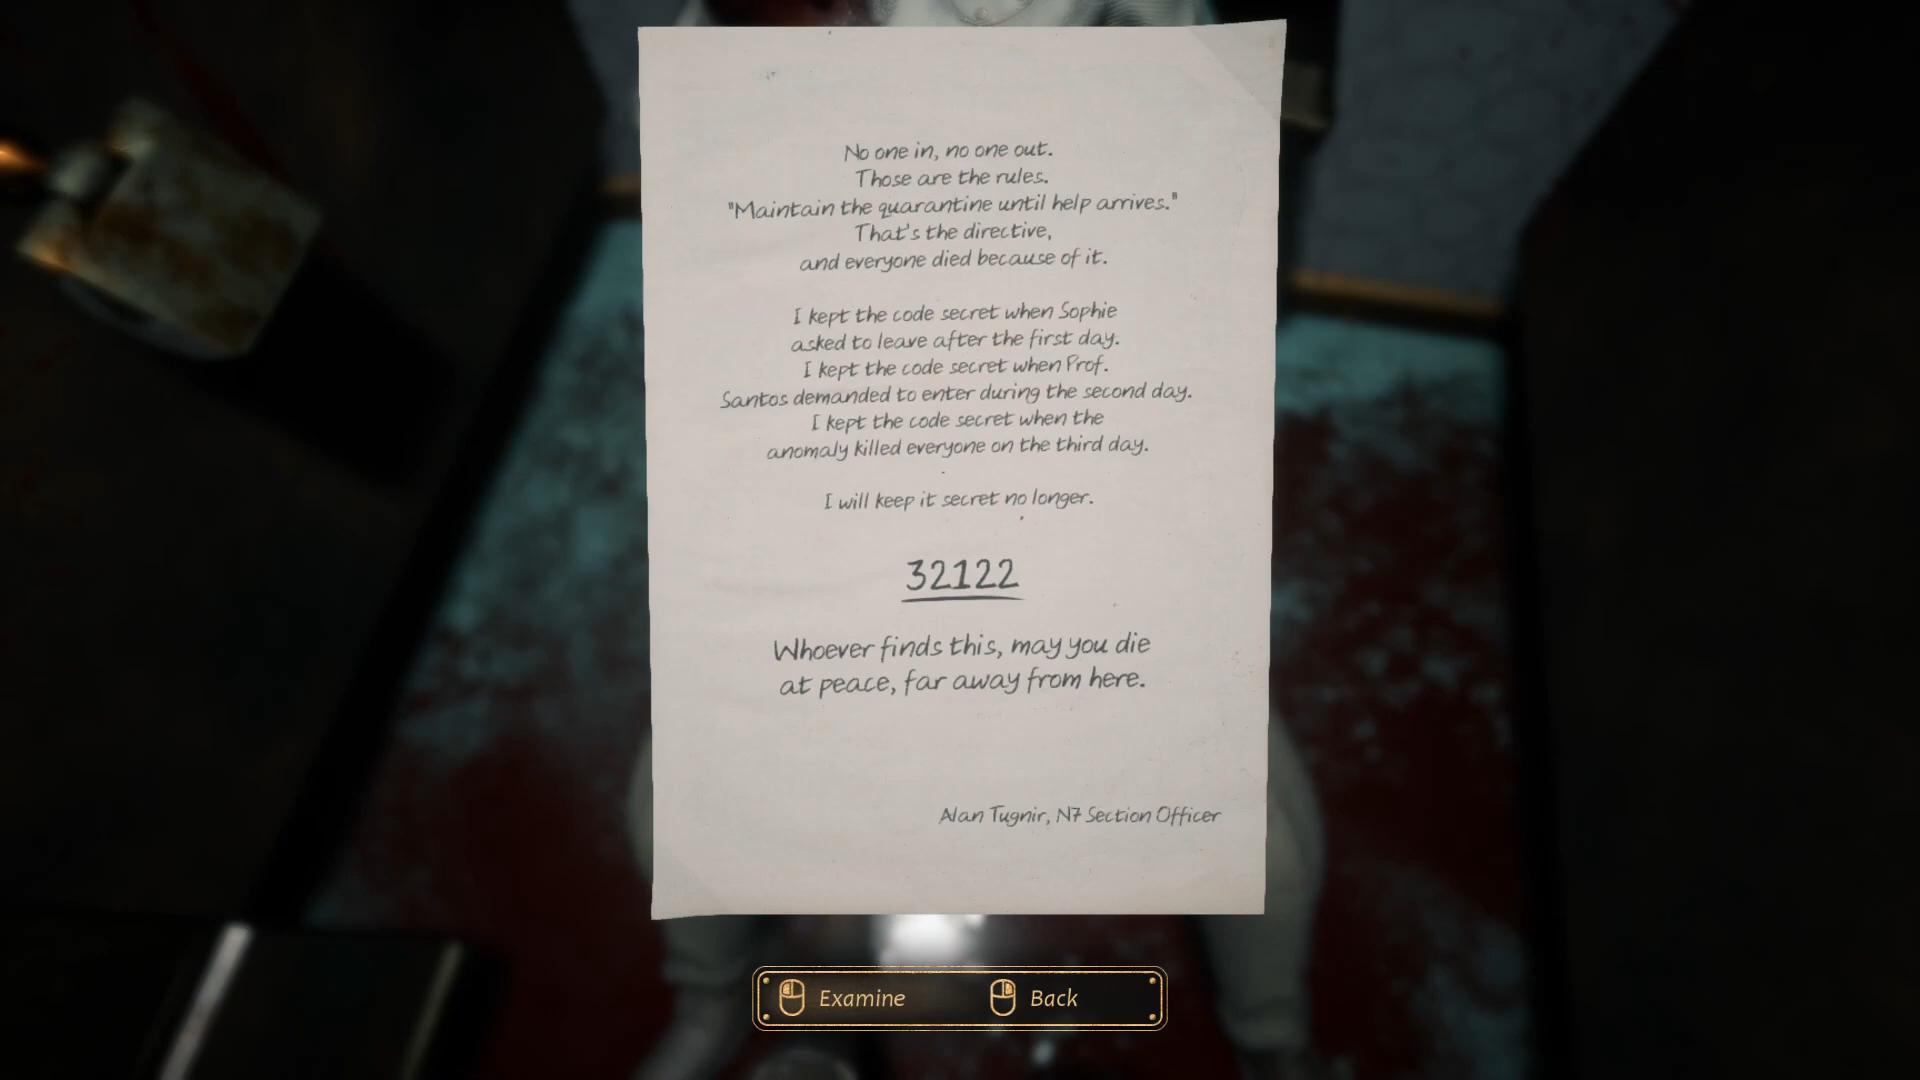 No one in, no one out.
Those are the rules.
"Maintain the quarantine until help arrives."
That's the directive,
and everyone died because of it.
I kept the code secret when Sophie
asked to leave after the first day.
I kept the code secret when Prof.
Santos demanded to enter during the second day.
I kept the code secret when the
anomaly killed everyone on the third day.
I will keep it secret no longer.
32122
Whoever finds this, may you die
at peace, far away from here.
Alan Tugnir, N7 Section Officer
Examine Back